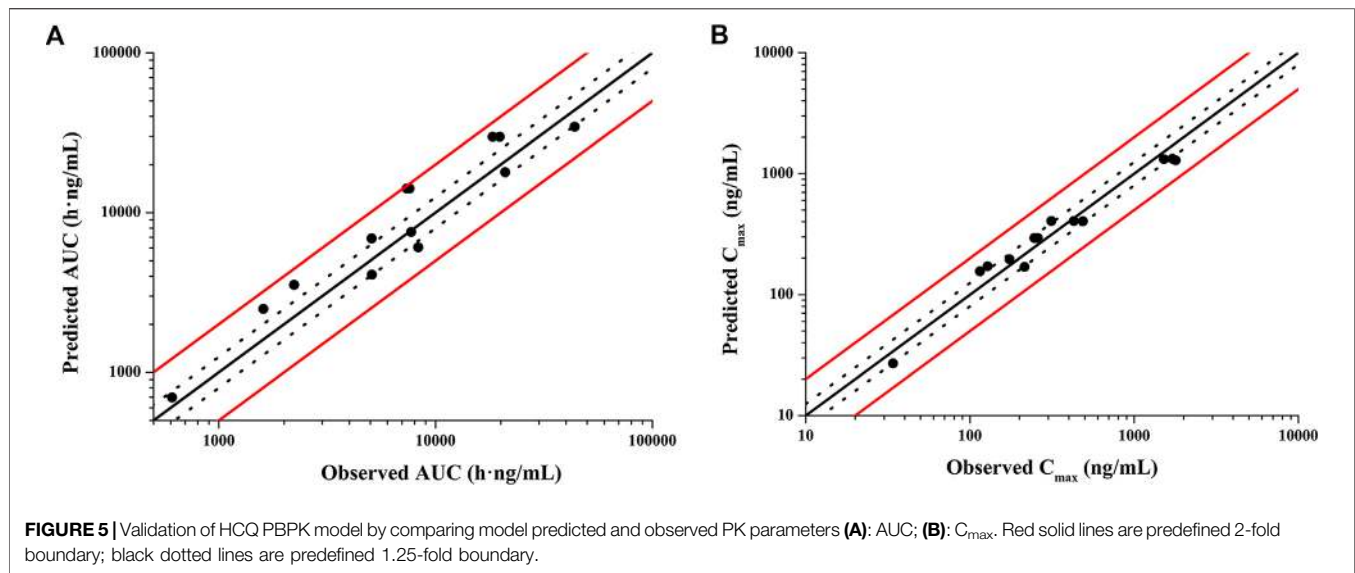 A
100000
10000
1000
Predicted AUC (h·ng/mL)
1000
10000
100000
Observed AUC (h·ng/mL)
B
10000
1000
100
10
Predicted Cmax (ng/mL)
10
100
1000
10000
Observed Cmax (ng/mL)
FIGURE 5 | Validation of HCQ PBPK model by comparing model predicted and observed PK parameters (A): AUC; (B): Cmax. Red solid lines are predefined 2-fold
boundary; black dotted lines are predefined 1.25-fold boundary.